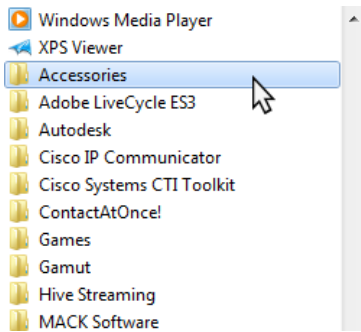 Windows Media Player
XPS Viewer
Accessories
Adobe LiveCycle ES3
Autodesk
Cisco IP Communicator
Cisco Systems CTI Toolkit
ContactAtOnce!
Games
Gamut
Hive Streaming
MACK Software